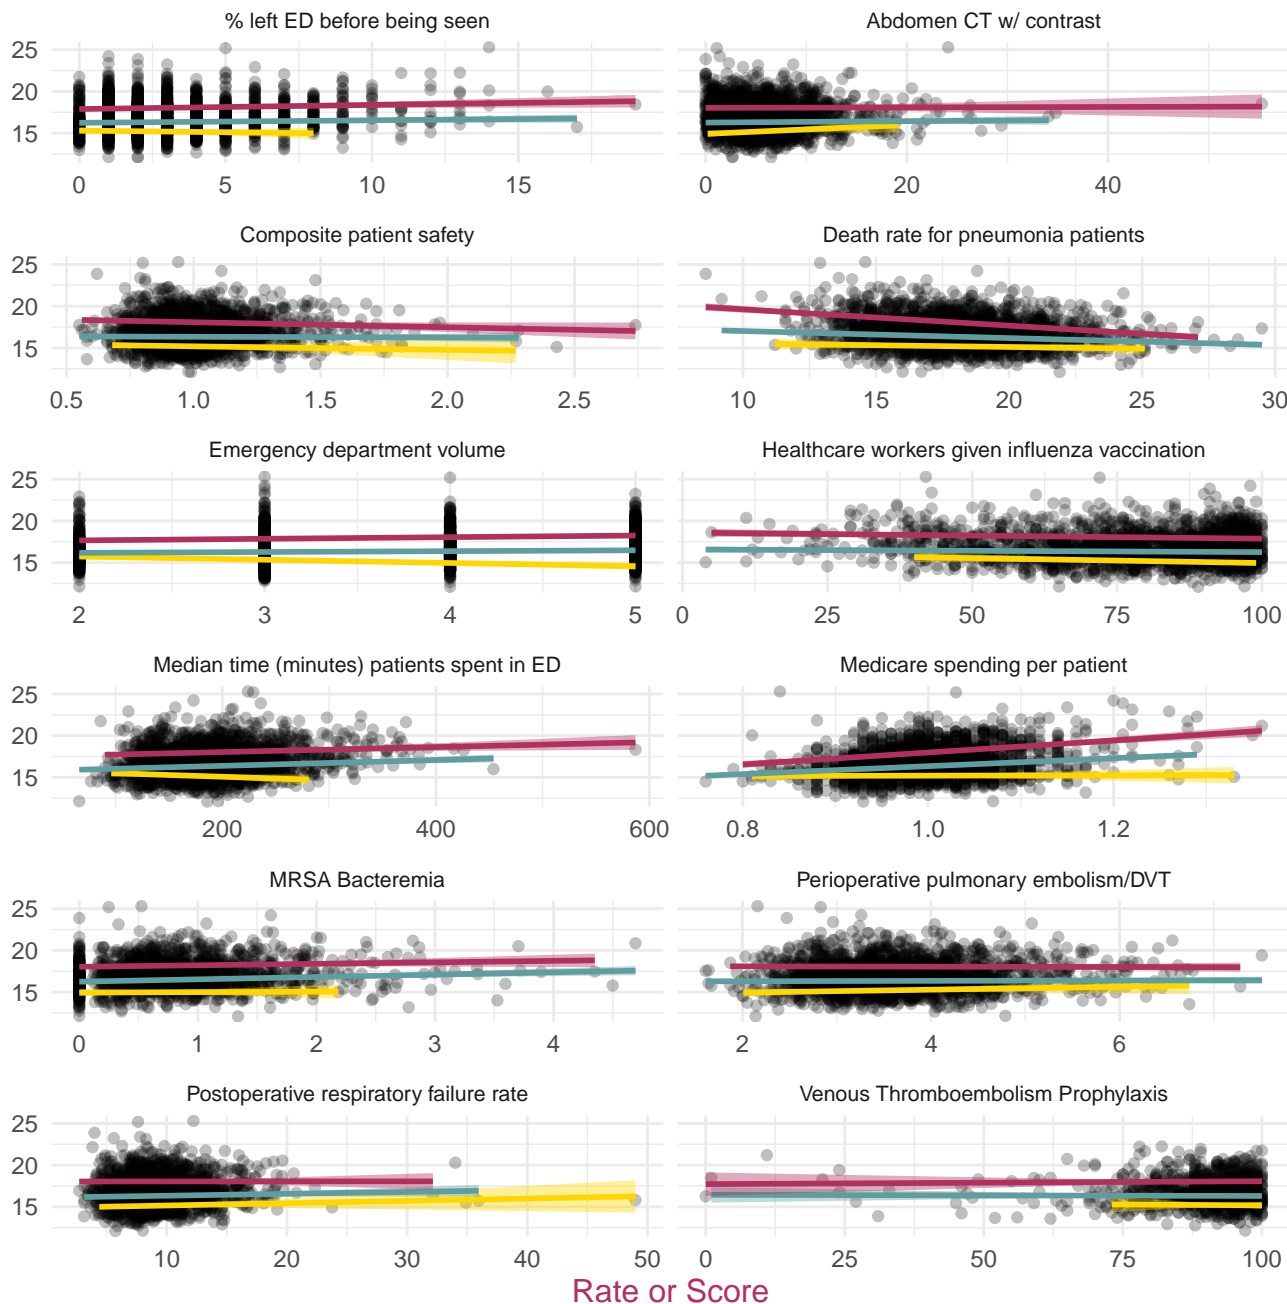 % left ED before being seen
Abdomen CT w/ contrast
25
20
15
0 5 10 15
0 20 40
Composite patient safety
Death rate for pneumonia patients
25
20
15
0.5 1.0 1.5 2.0 2.5
10 15 20 25 30
Emergency department volume
Healthcare workers given influenza vaccination
25
20
15
2 3 4 5
0 25 50 75 100
Median time (minutes) patients spent in ED
Medicare spending per patient
25
20
15
200 400 600
0.8 1.0 1.2
MRSA Bacteremia
Perioperative pulmonary embolism/DVT
25
20
15
0 1 2 3 4
2 4 6
Postoperative respiratory failure rate
Venous Thromboembolism Prophylaxis
25
20
15
10 20 30 40 50
0 25 50 75 100
Rate or Score